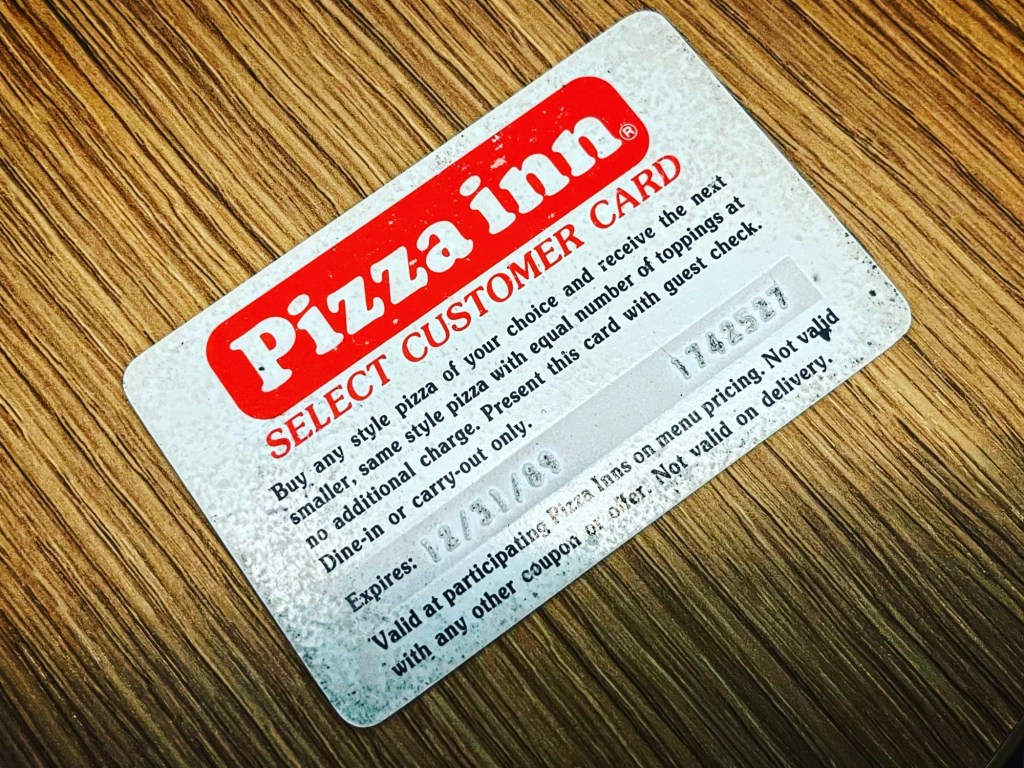 Pizza inn®
SELECT CUSTOMER CARD
Buy any style pizza of your choice and receive the next
smaller, same style pizza with equal number of toppings at
no additional charge. Present this card with guest check.
Dine-in or carry-out only.
Expires: 12/31/89 1742527
Valid at participating Pizza Inns on menu pricing. Not valid
with any other coupon or offer. Not valid on delivery.